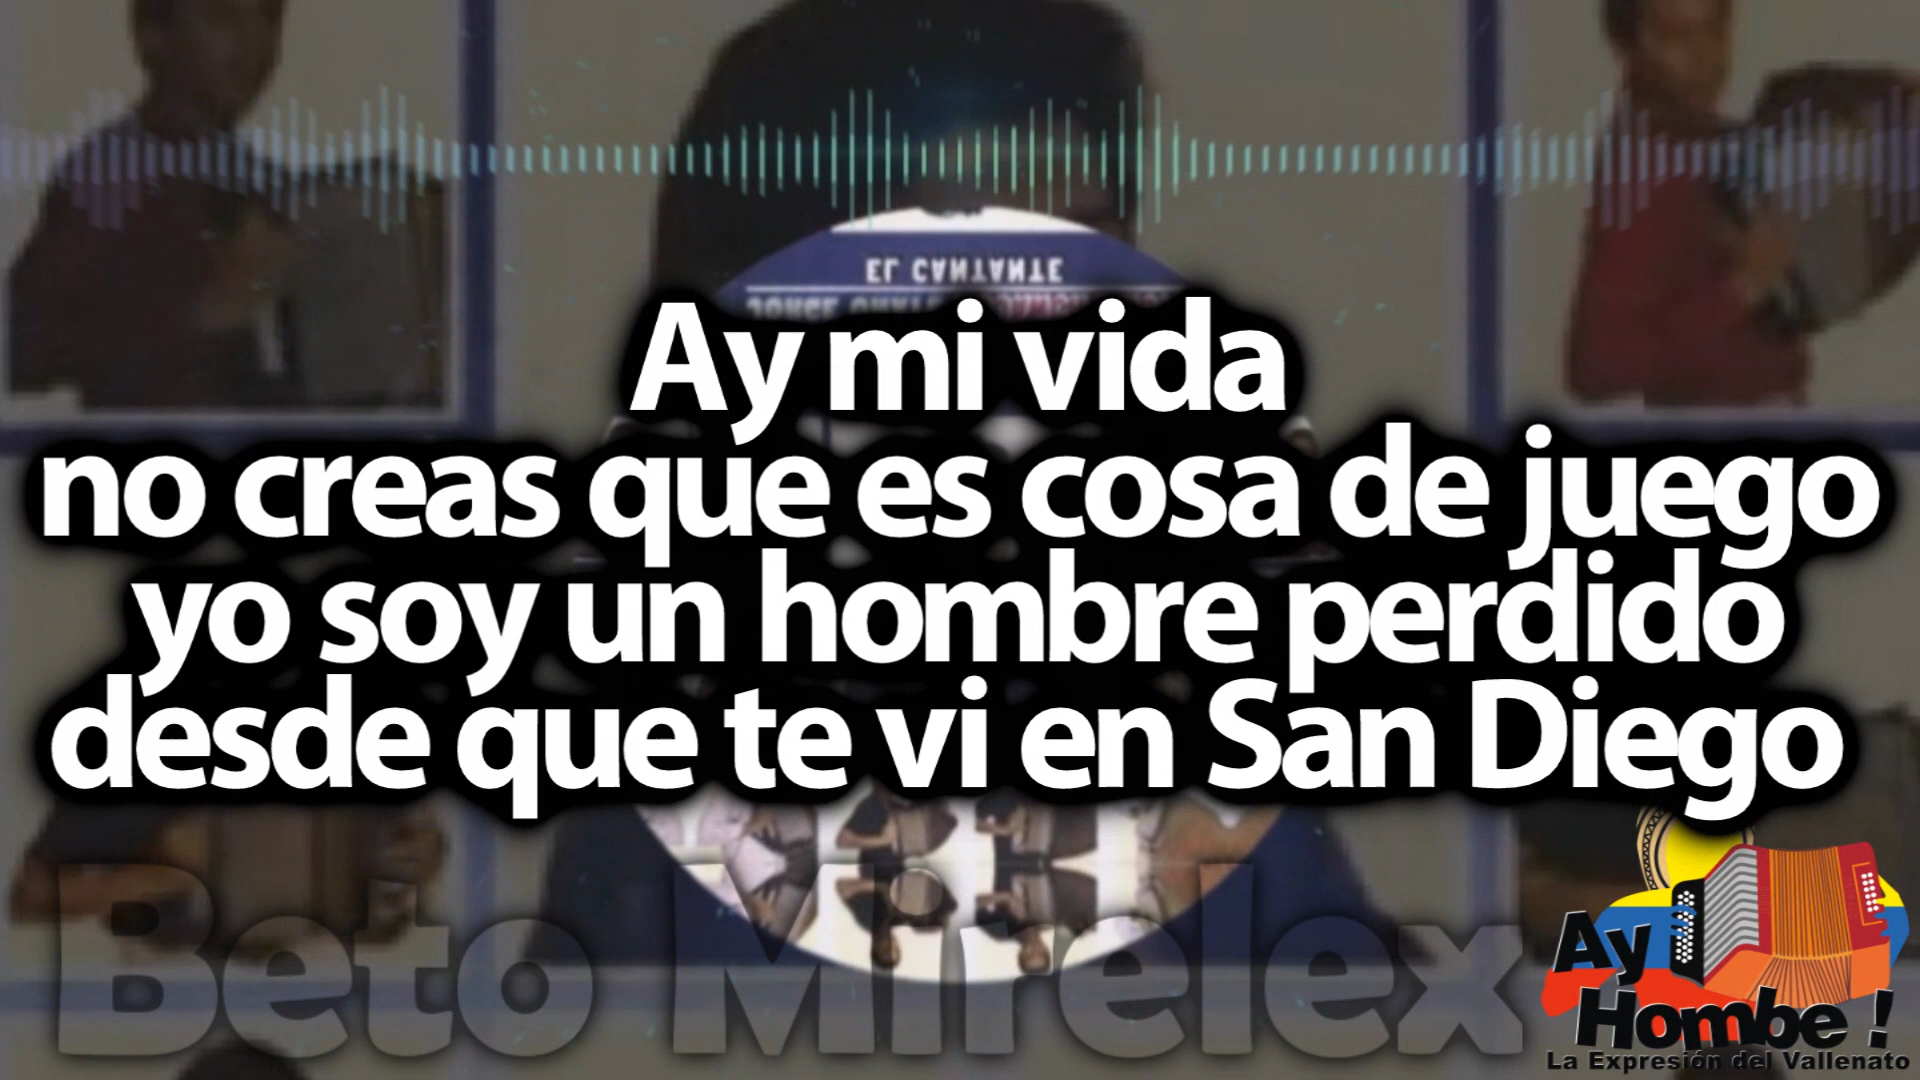 EL CANTANTE
Ay mi vida
no creas que es cosa de juego
yo soy un hombre perdido
desde que te vi en San Diego
Beto Mirelex
Ay
Hombe !
La Expresión del Vallenato